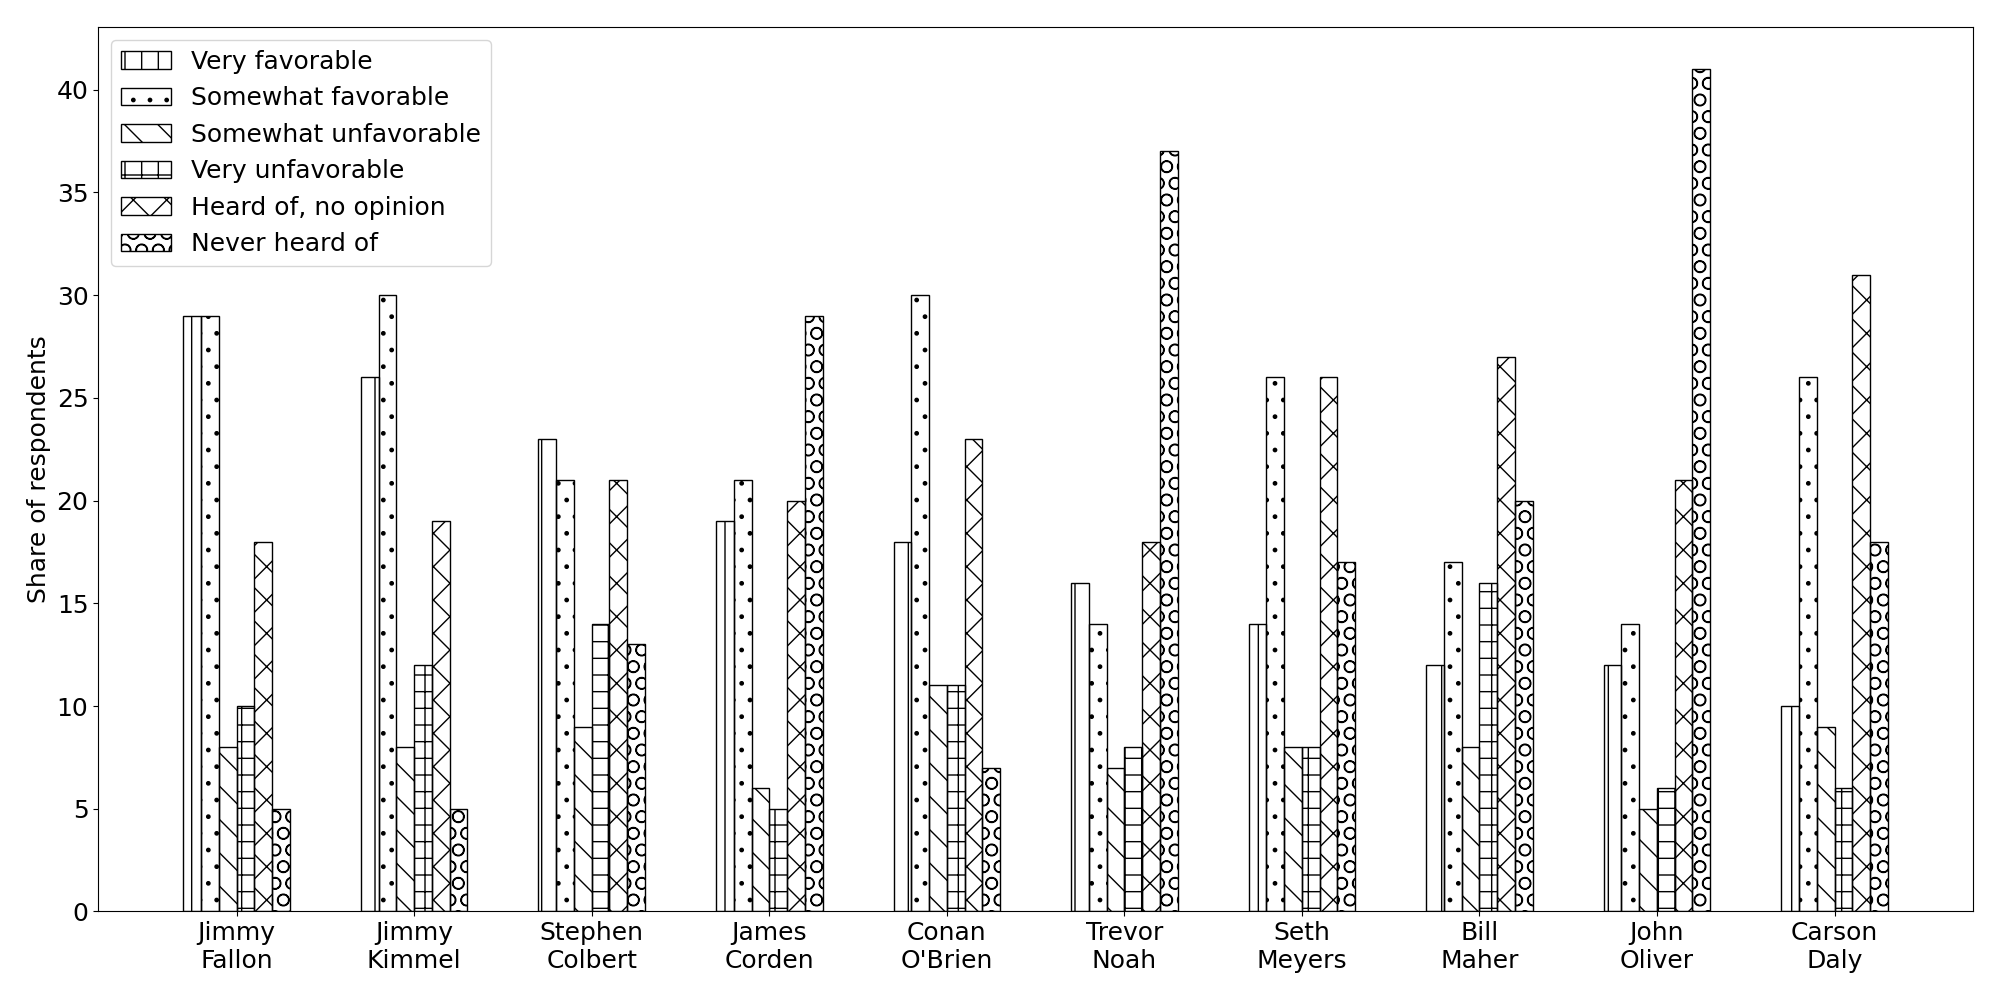 Very favorable
Somewhat favorable
Somewhat unfavorable
Very unfavorable
Heard of, no opinion
Never heard of
Share of respondents
40
35
30
25
20
15
10
5
0
Jimmy Fallon
Jimmy Kimmel
Stephen Colbert
James Corden
Conan O'Brien
Trevor Noah
Seth Meyers
Bill Maher
John Oliver
Carson Daly